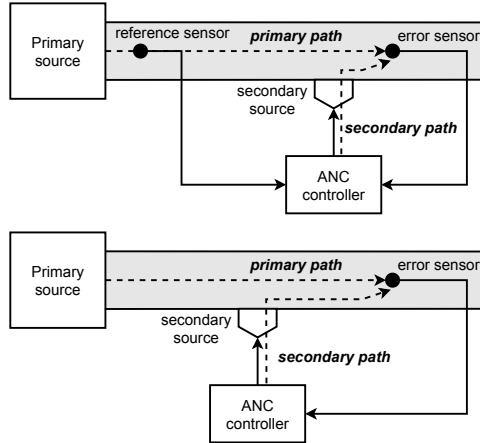 Primary
source
reference sensor
primary path
error sensor
secondary
source
secondary path
ANC
controller
Primary
source
primary path
error sensor
secondary
source
secondary path
ANC
controller